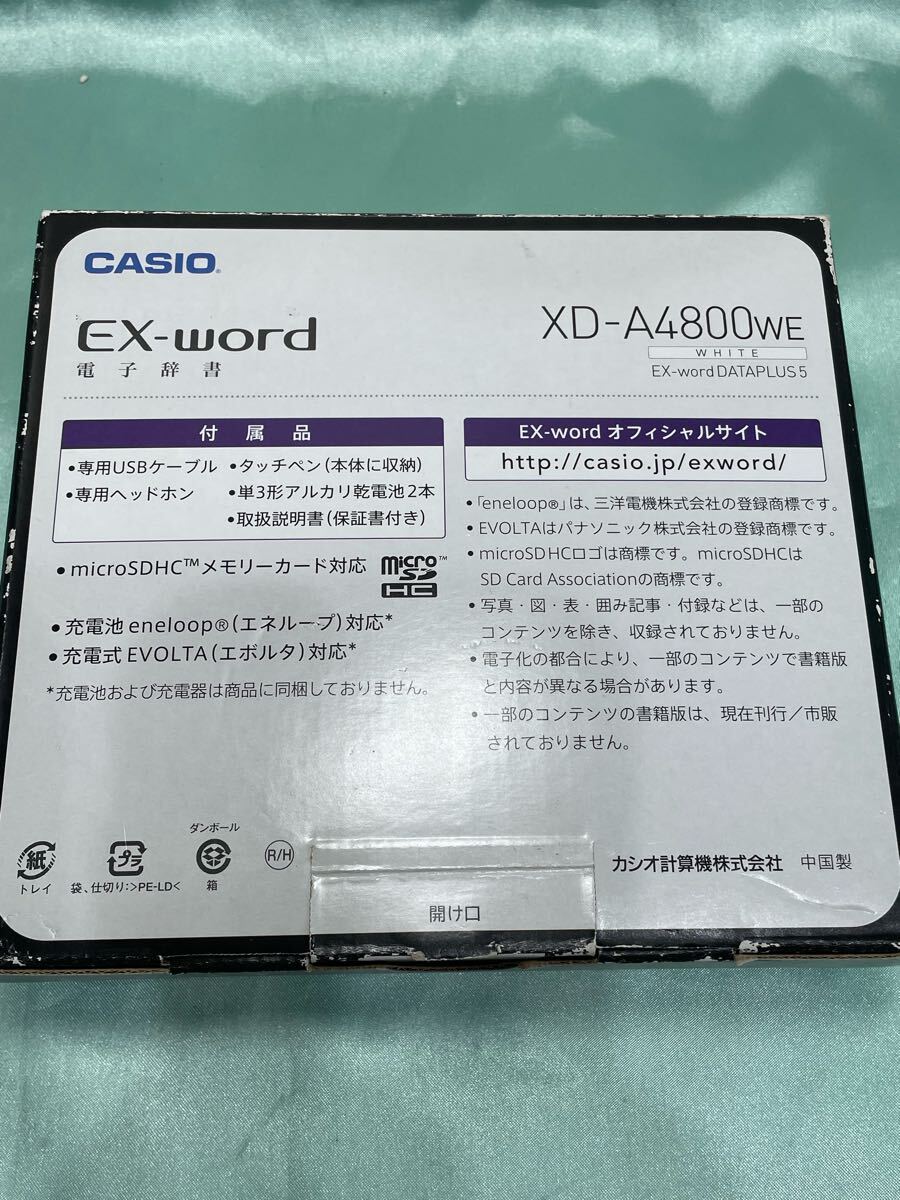 CASIO®
EX-word
電子辞書
XD-A4800WE
WHITE
EX-word DATAPLUS 5
付属品
•専用USBケーブル •タッチペン(本体に収納)
•専用ヘッドホン •単3形アルカリ乾電池2本
•取扱説明書(保証書付き)
• microSDHC™メモリーカード対応
micro SD HC™
• 充電池 eneloop®(エネループ)対応*
• 充電式 EVOLTA(エボルタ)対応*
*充電池および充電器は商品に同梱しておりません。
EX-word オフィシャルサイト
http://casio.jp/exword/
•「eneloop®」は、三洋電機株式会社の登録商標です。
• EVOLTAはパナソニック株式会社の登録商標です。
• microSDHCロゴは商標です。microSDHCは
SD Card Associationの商標です。
• 写真・図・表・囲み記事・付録などは、一部の
コンテンツを除き、収録されておりません。
• 電子化の都合により、一部のコンテンツで書籍版
と内容が異なる場合があります。
• 一部のコンテンツの書籍版は、現在刊行／市販
されておりません。
紙
トレイ
プラ
袋、仕切り:>PE-LD<
ダンボール
箱
R/H
開け口
カシオ計算機株式会社 中国製